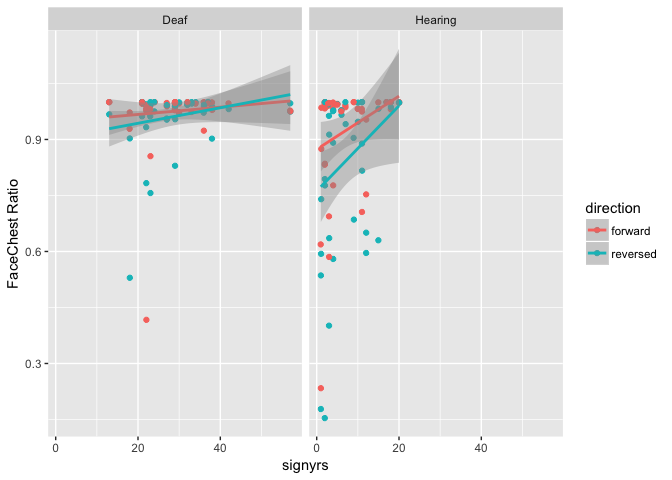 Deaf Hearing
FaceChest Ratio
0.9
0.6
0.3
0 20 40 0 20 40
signyrs
direction
forward
reversed